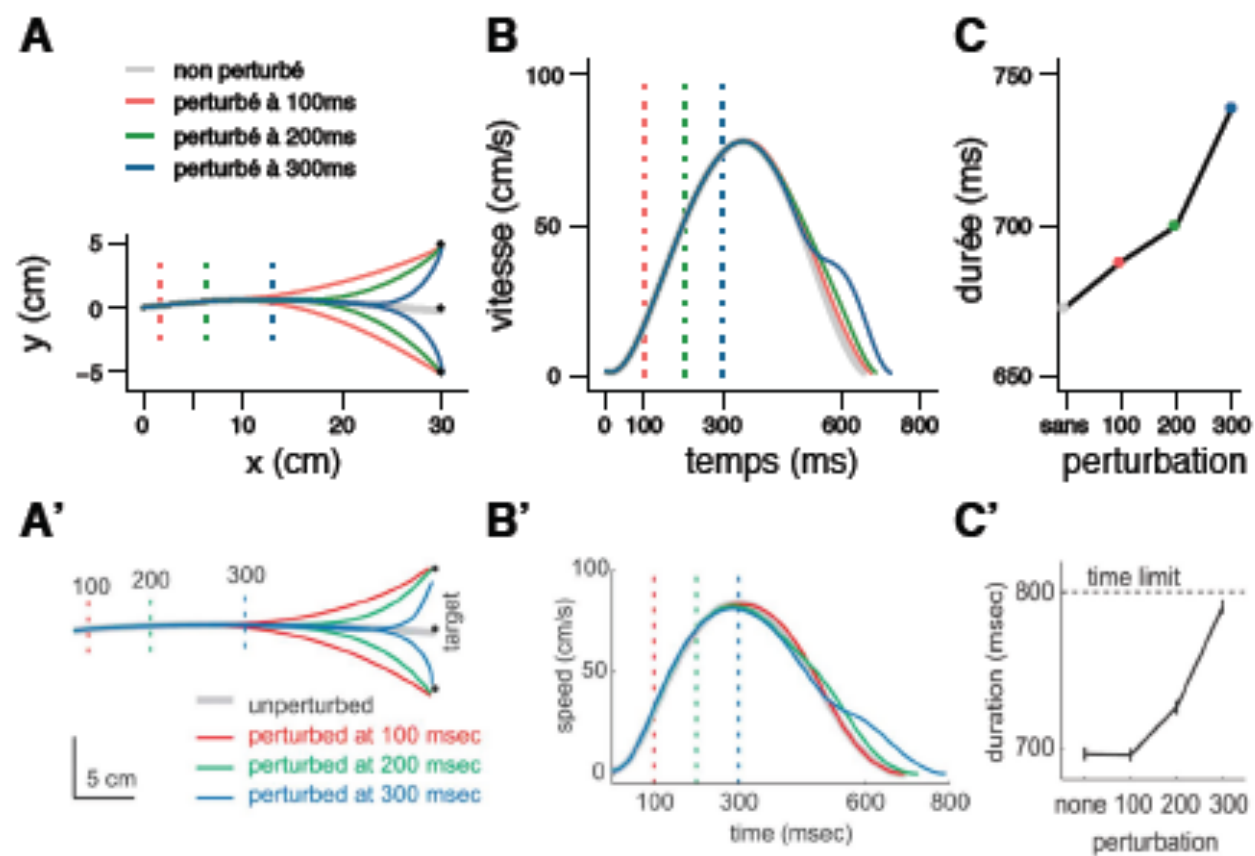 A
non perturbé
perturbé à 100ms
perturbé à 200ms
perturbé à 300ms
y (cm)
5
0
-5
0 10 20 30
x (cm)
B
vitesse (cm/s)
100
50
0
0 100 300 600 800
temps (ms)
C
durée (ms)
750
700
650
sans 100 200 300
perturbation
A'
100 200 300
target
unperturbed
perturbed at 100 msec
perturbed at 200 msec
perturbed at 300 msec
5 cm
B'
speed (cm/s)
100
50
0
100 300 600 800
time (msec)
C'
duration (msec)
time limit
800
700
none 100 200 300
perturbation